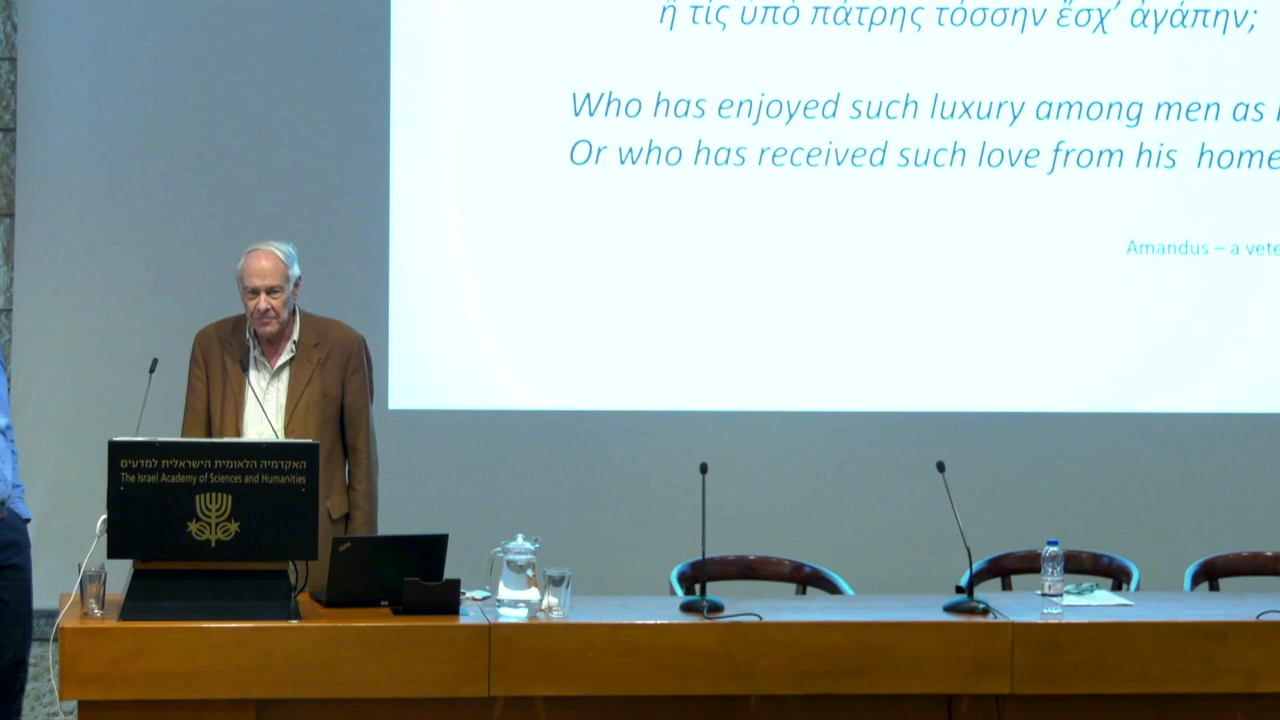 ἢ τίς ὑπὸ πάτρης τόσσην ἔσχ’ ἀγάπην;
Who has enjoyed such luxury among men as
Or who has received such love from his home
Amandus – a vete
האקדמיה הלאומית הישראלית למדעים
The Israel Academy of Sciences and Humanities